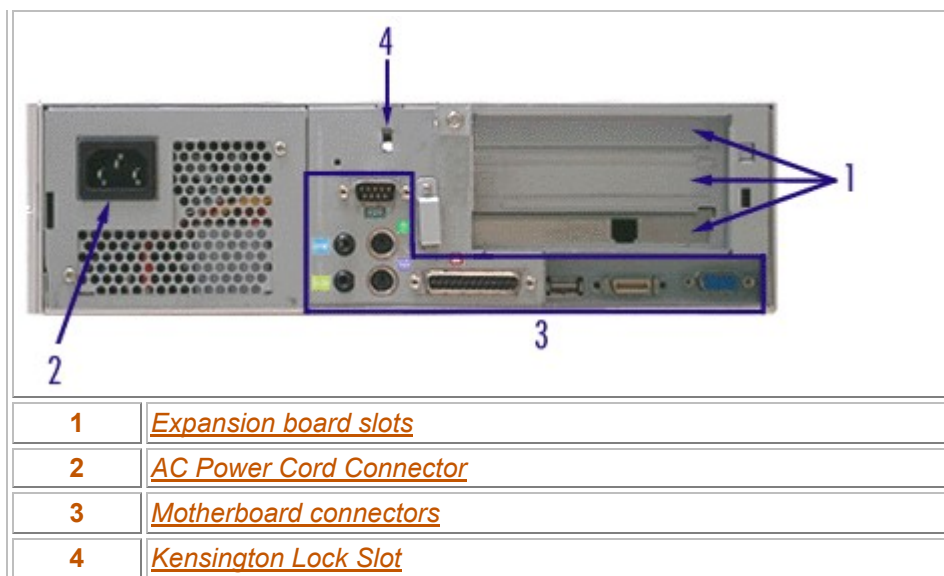 4
1
2
3
1 Expansion board slots
2 AC Power Cord Connector
3 Motherboard connectors
4 Kensington Lock Slot